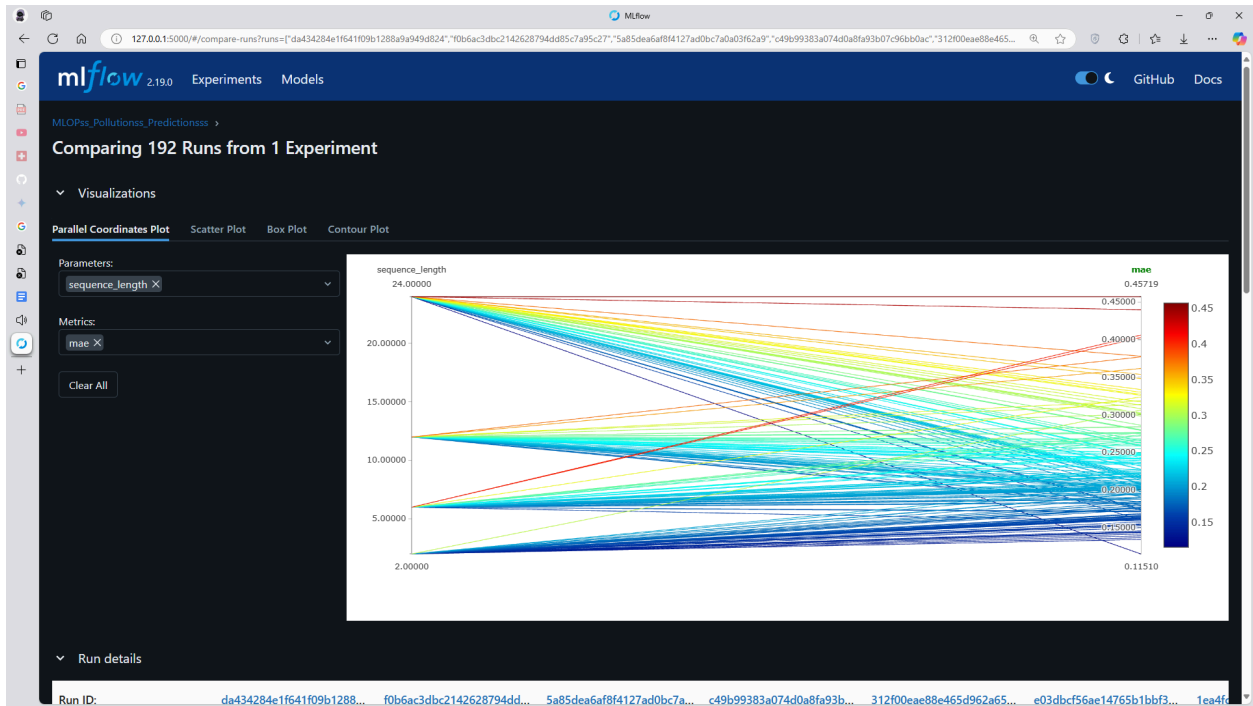 MLflow
127.0.0.1:5000/#/compare-runs?runs=["da434284e1f641f09b1288a9a949d824","f0b6ac3dbc2142628794dd85c7a95c27","5a85dea6af8f4127ad0bc7a0a03f62a9","c49b99383a074d0a8fa93b07c96bb0ac","312f00eae88e465...
mlflow 2.19.0 Experiments Models GitHub Docs
MLOPss_Pollutionss_Predictionsss ›
Comparing 192 Runs from 1 Experiment
Visualizations
Parallel Coordinates Plot Scatter Plot Box Plot Contour Plot
Parameters:
sequence_length ×
Metrics:
mae ×
Clear All
sequence_length mae
24.00000 0.45719
20.00000
15.00000
10.00000
5.00000
2.00000 0.11510
0.45000
0.40000
0.35000
0.30000
0.25000
0.20000
0.15000
0.45
0.4
0.35
0.3
0.25
0.2
0.15
Run details
Run ID: da434284e1f641f09b1288... f0b6ac3dbc2142628794dd... 5a85dea6af8f4127ad0bc7a... c49b99383a074d0a8fa93b... 312f00eae88e465d962a65... e03dbcf56ae14765b1bbf3... 1ea4fc